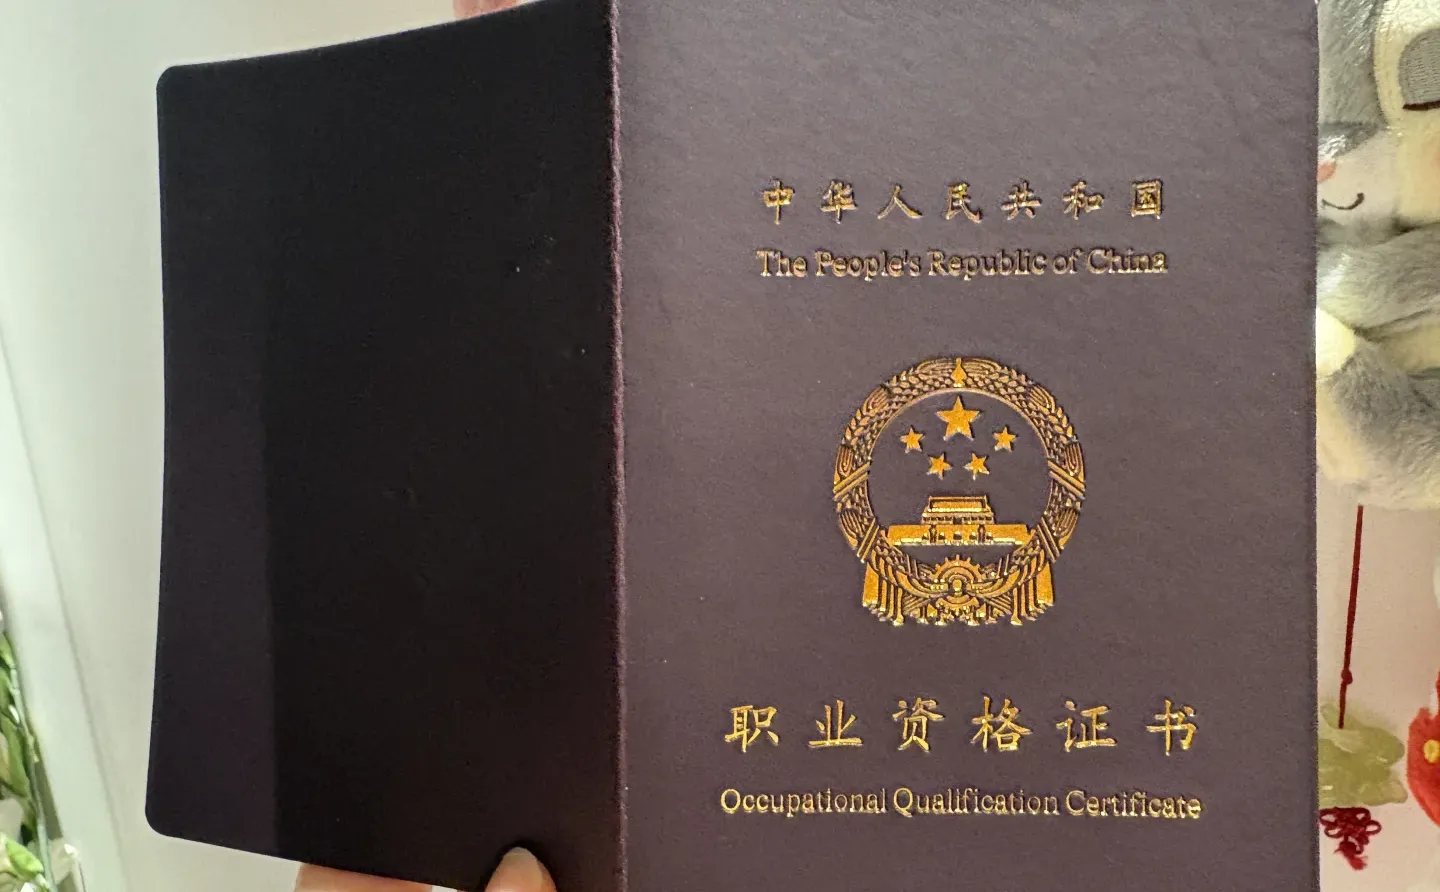 中华人民共和国
The People's Republic of China
职业资格证书
Occupational Qualification Certificate